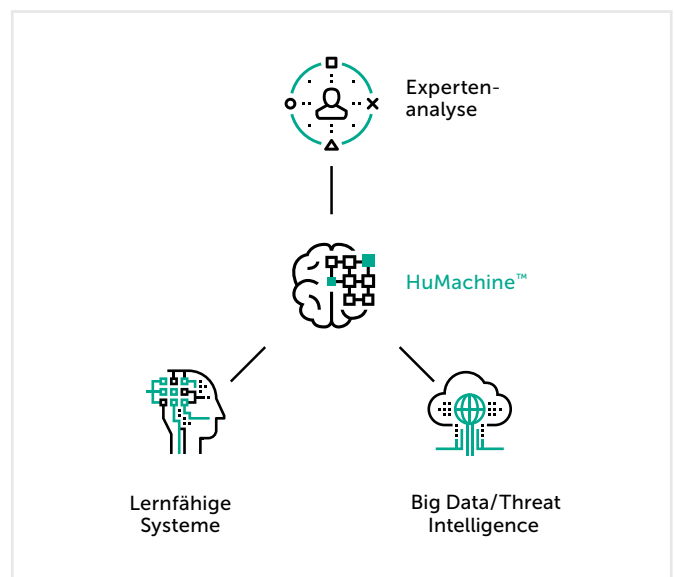 Experten-
analyse
HuMachine™
Lernfähige
Systeme
Big Data/Threat
Intelligence